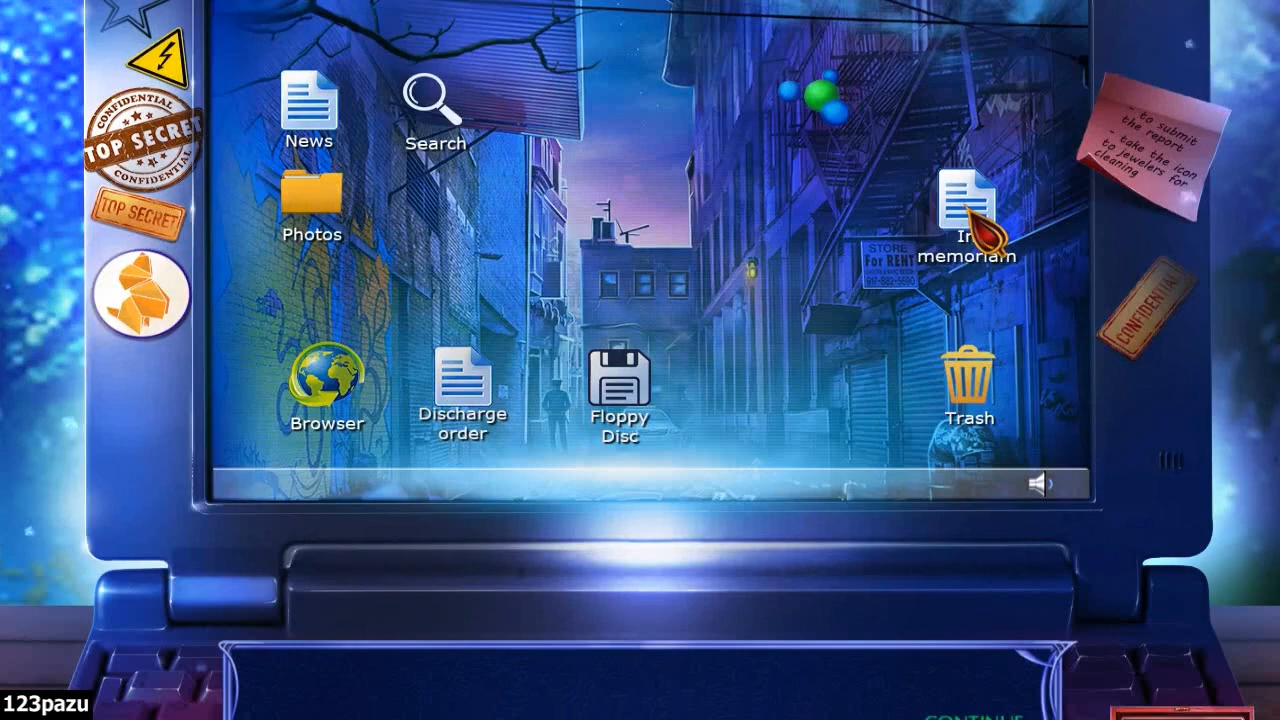 CONFIDENTIAL
TOP SECRET
CONFIDENTIAL
TOP SECRET
News
Search
Photos
- to submit
the report
- take the icon
to jewelers for
cleaning
In
memoriam
STORE
For RENT
CONFIDENTIAL
Browser
Discharge
order
Floppy
Disc
Trash
CONTINUE
123pazu